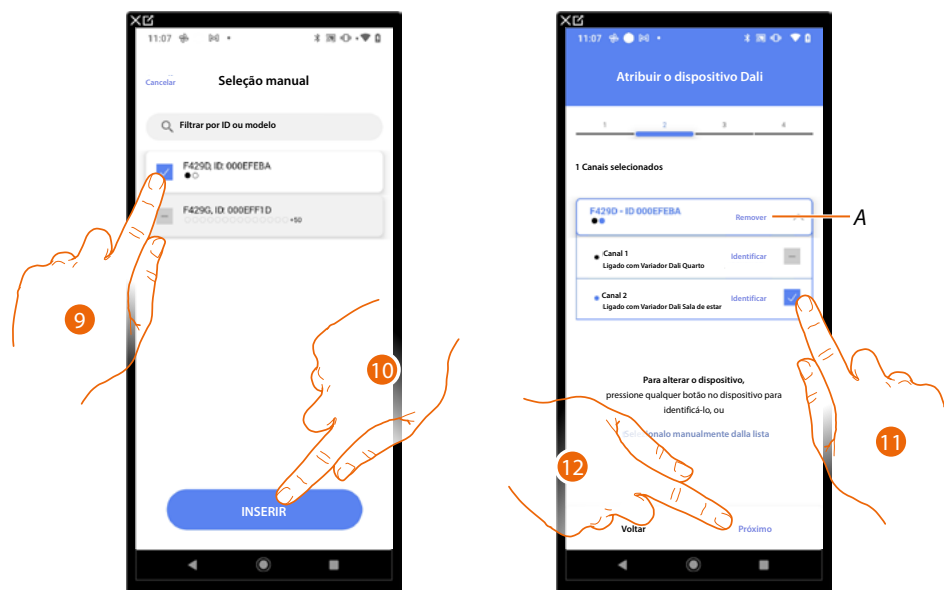 11:07
Cancelar
Seleção manual
Filtrar por ID ou modelo
F429D, ID: 000EFEBA
F429G, ID: 000EFF1D
+50
INSERIR
9
10
11:07
Atribuir o dispositivo Dali
1 2 3 4
1 Canais selecionados
F429D - ID 000EFEBA
Remover
A
Canal 1
Ligado com Variador Dali Quarto
Identificar
Canal 2
Ligado com Variador Dali Sala de estar
Identificar
Para alterar o dispositivo,
pressione qualquer botão no dispositivo para
identificá-lo, ou
manualmente dalla lista
11
12
Voltar
Próximo